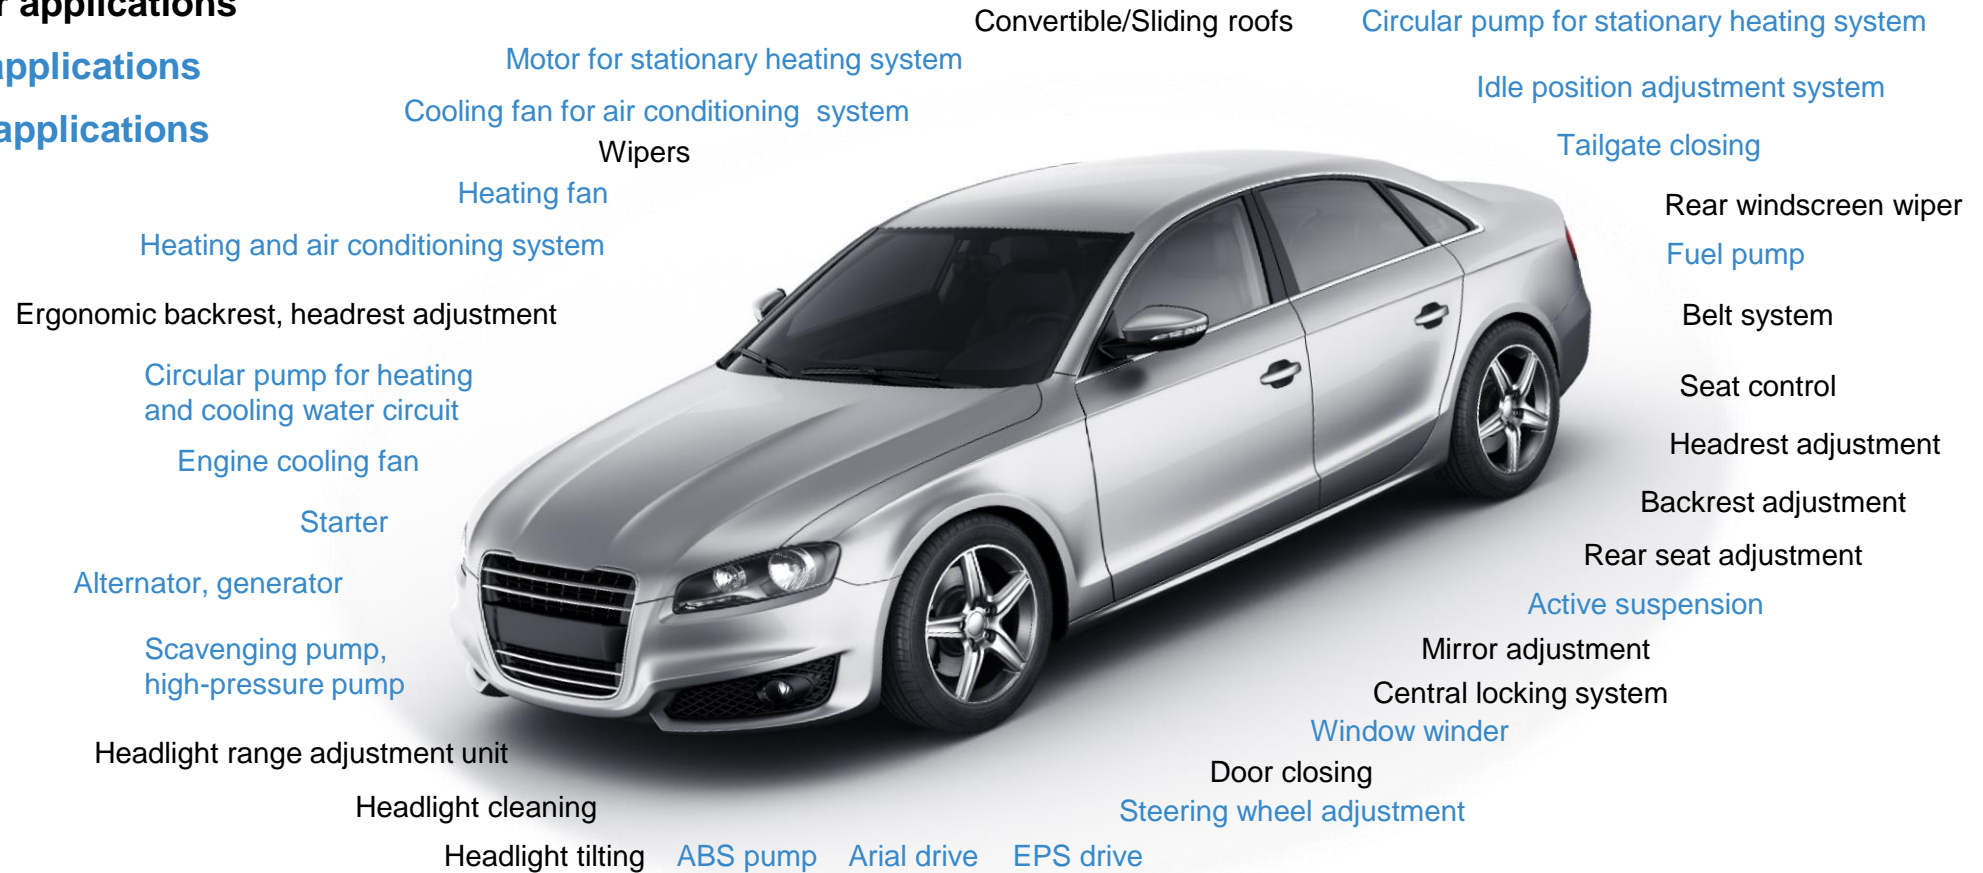 applications
applications
applications
Convertible/Sliding roofs
Circular pump for stationary heating system
Motor for stationary heating system
Idle position adjustment system
Cooling fan for air conditioning system
Wipers
Tailgate closing
Heating fan
Rear windscreen wiper
Heating and air conditioning system
Fuel pump
Ergonomic backrest, headrest adjustment
Belt system
Circular pump for heating
and cooling water circuit
Seat control
Engine cooling fan
Headrest adjustment
Starter
Backrest adjustment
Rear seat adjustment
Alternator, generator
Active suspension
Scavenging pump,
high-pressure pump
Mirror adjustment
Central locking system
Window winder
Headlight range adjustment unit
Door closing
Headlight cleaning
Steering wheel adjustment
Headlight tilting
ABS pump
Arial drive
EPS drive